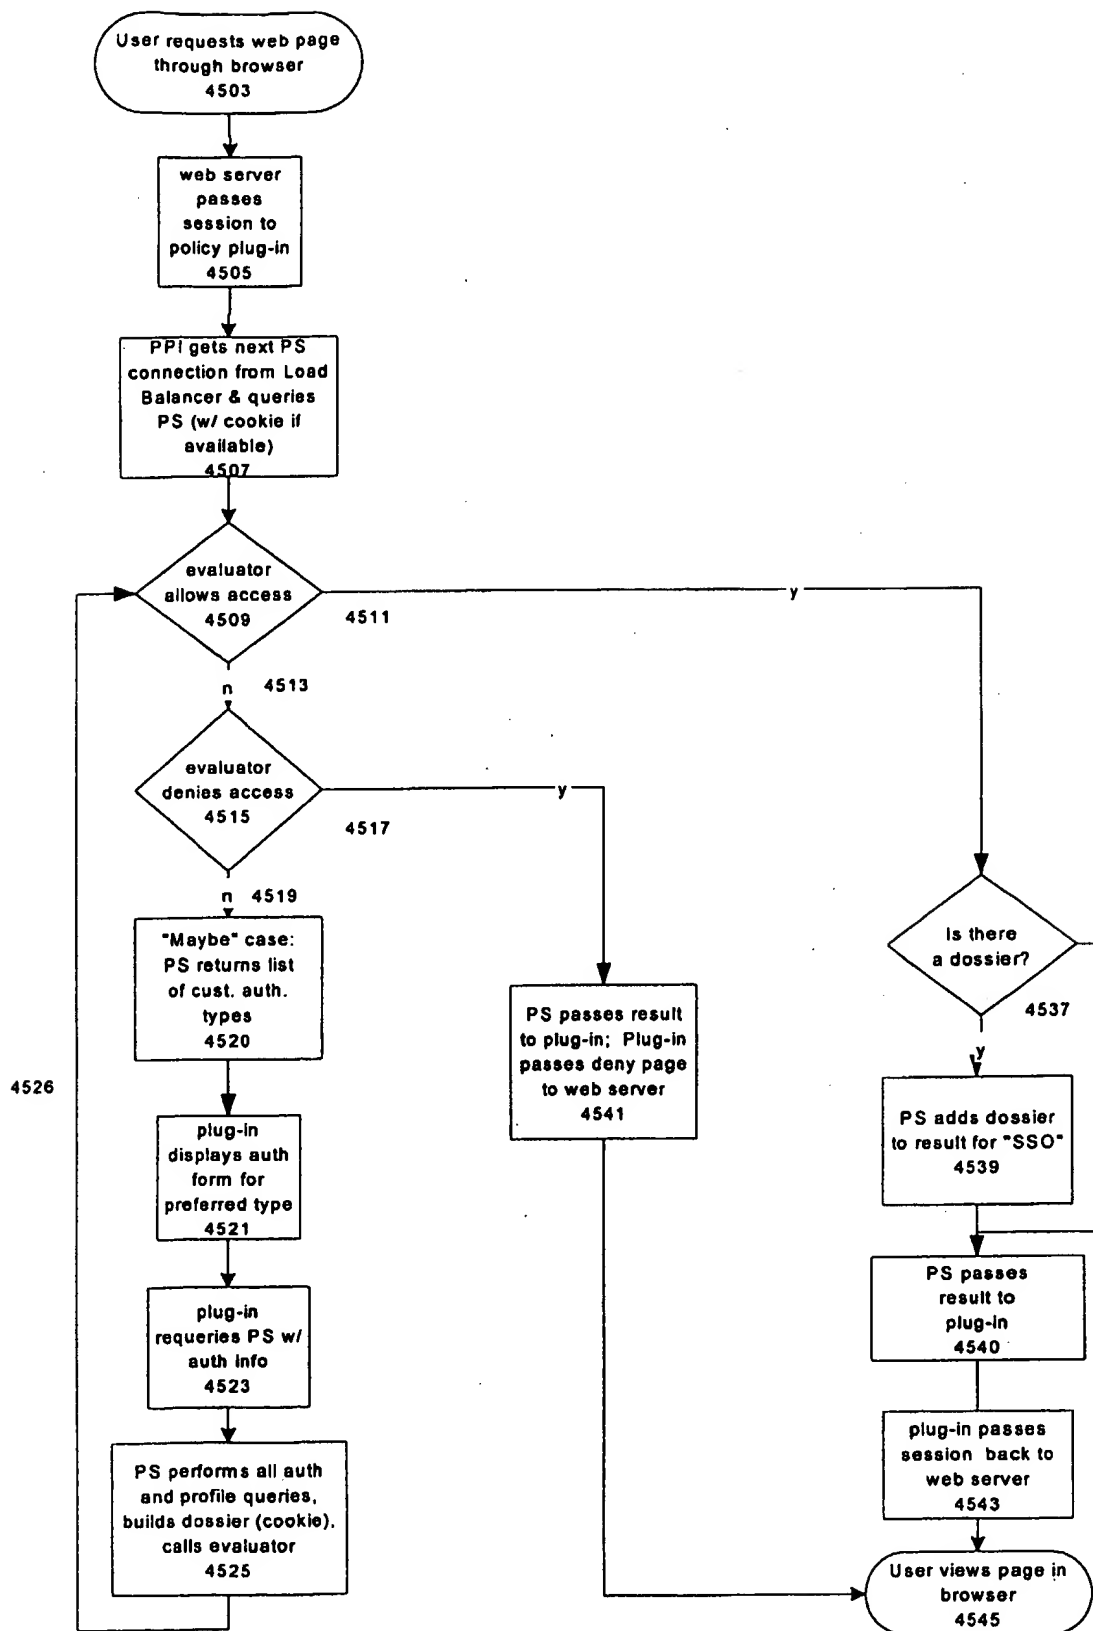 User requests web page
through browser
4503
web server
passes
session to
policy plug-in
4505
PPI gets next PS
connection from Load
Balancer & queries
PS (w/ cookie if
available)
4507
evaluator
allows access
4509
4511
y
n
4513
evaluator
denies access
4515
4517
y
n
4519
"Maybe" case:
PS returns list
of cust. auth.
types
4520
plug-in
displays auth
form for
preferred type
4521
plug-in
requeries PS w/
auth info
4523
PS performs all auth
and profile queries,
builds dossier (cookie),
calls evaluator
4525
4526
PS passes result
to plug-in; Plug-in
passes deny page
to web server
4541
Is there
a dossier?
4537
y
PS adds dossier
to result for "SSO"
4539
PS passes
result to
plug-in
4540
plug-in passes
session back to
web server
4543
User views page in
browser
4545